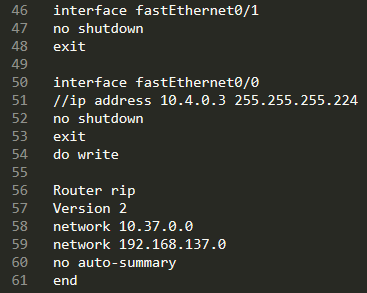 46 interface fastEthernet0/1
47 no shutdown
48 exit
49
50 interface fastEthernet0/0
51 //ip address 10.4.0.3 255.255.255.224
52 no shutdown
53 exit
54 do write
55
56 Router rip
57 Version 2
58 network 10.37.0.0
59 network 192.168.137.0
60 no auto-summary
61 end